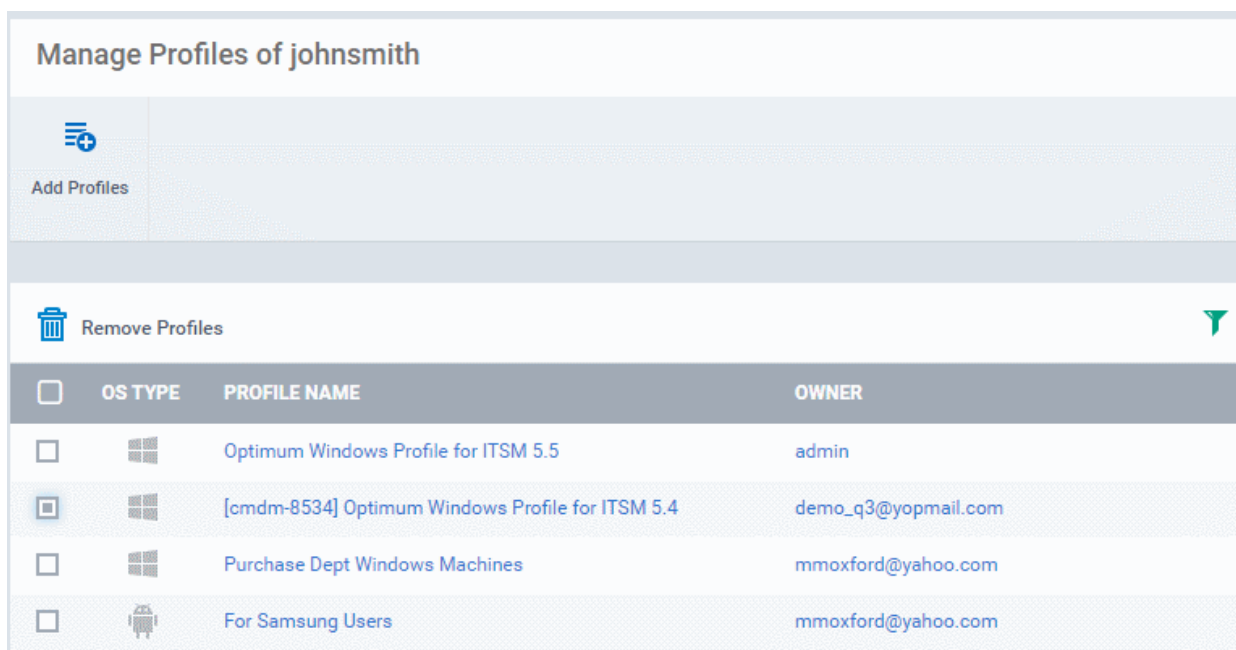 Manage Profiles of johnsmith
Add Profiles
Remove Profiles
OS TYPE PROFILE NAME OWNER
Optimum Windows Profile for ITSM 5.5 admin
[cmdm-8534] Optimum Windows Profile for ITSM 5.4 demo_q3@yopmail.com
Purchase Dept Windows Machines mmoxford@yahoo.com
For Samsung Users mmoxford@yahoo.com